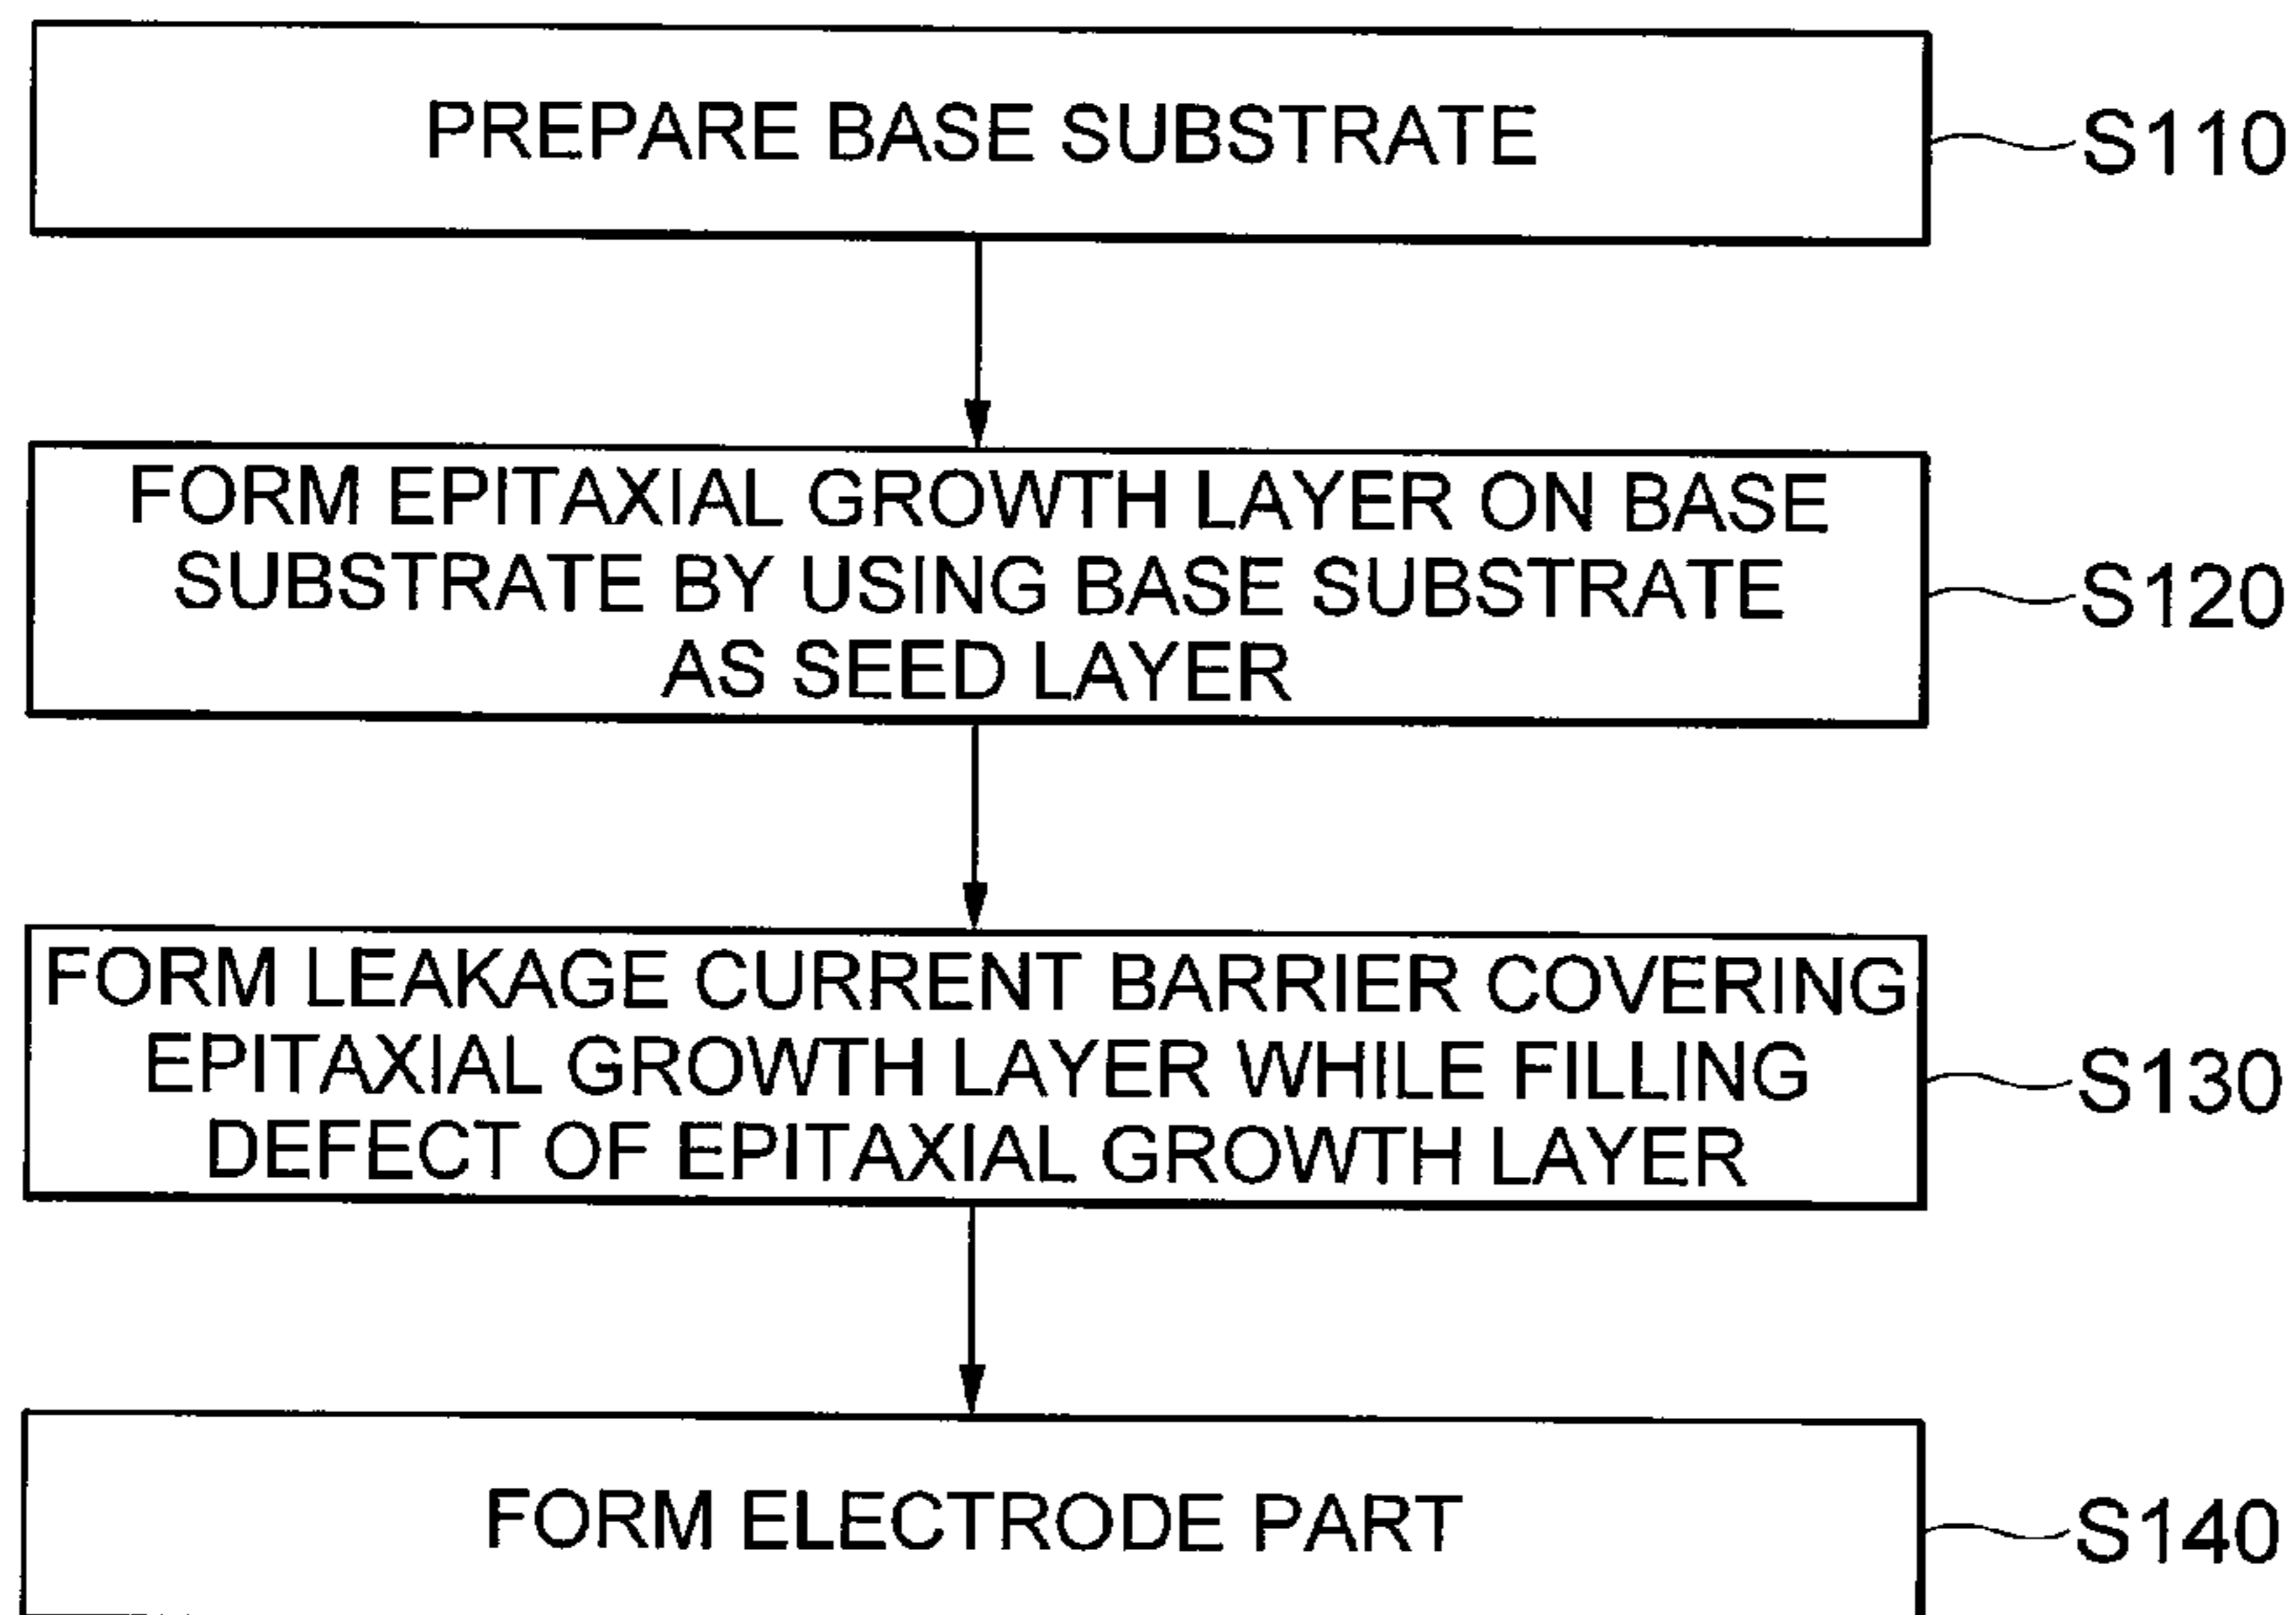 PREPARE BASE SUBSTRATE
S110
FORM EPITAXIAL GROWTH LAYER ON BASE
SUBSTRATE BY USING BASE SUBSTRATE
AS SEED LAYER
S120
FORM LEAKAGE CURRENT BARRIER COVERING
EPITAXIAL GROWTH LAYER WHILE FILLING
DEFECT OF EPITAXIAL GROWTH LAYER
S130
FORM ELECTRODE PART
S140